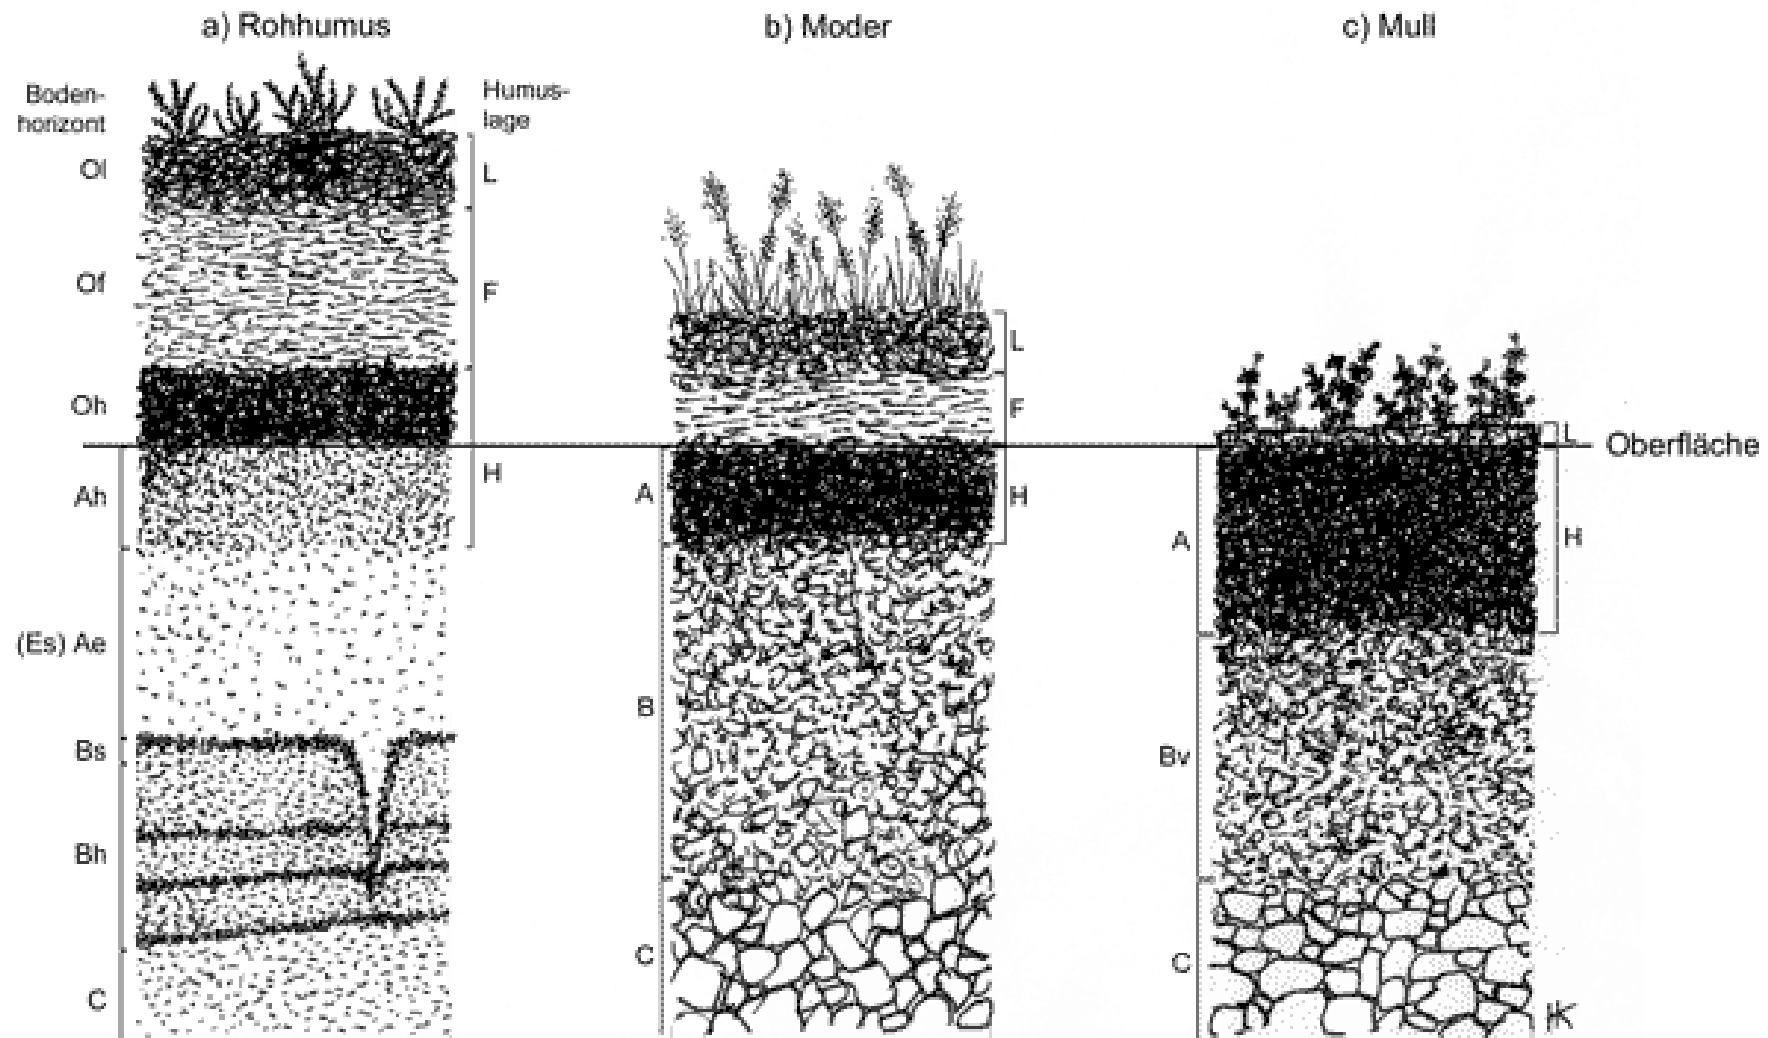 a) Rohhumus
b) Moder
c) Mull
Boden-
horizont
Humus-
lage
Ol
Of
Oh
Ah
(Es) Ae
Bs
Bh
C
L
F
H
A
B
C
L
F
H
A
Bv
C
L
H
Oberfläche